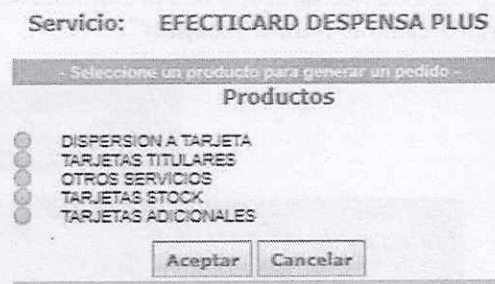 Servicio: EFECTICARD DESPENSA PLUS
- Seleccione un producto para generar un pedido -
Productos
DISPERSION A TARJETA
TARJETAS TITULARES
OTROS SERVICIOS
TARJETAS STOCK
TARJETAS ADICIONALES
Aceptar Cancelar